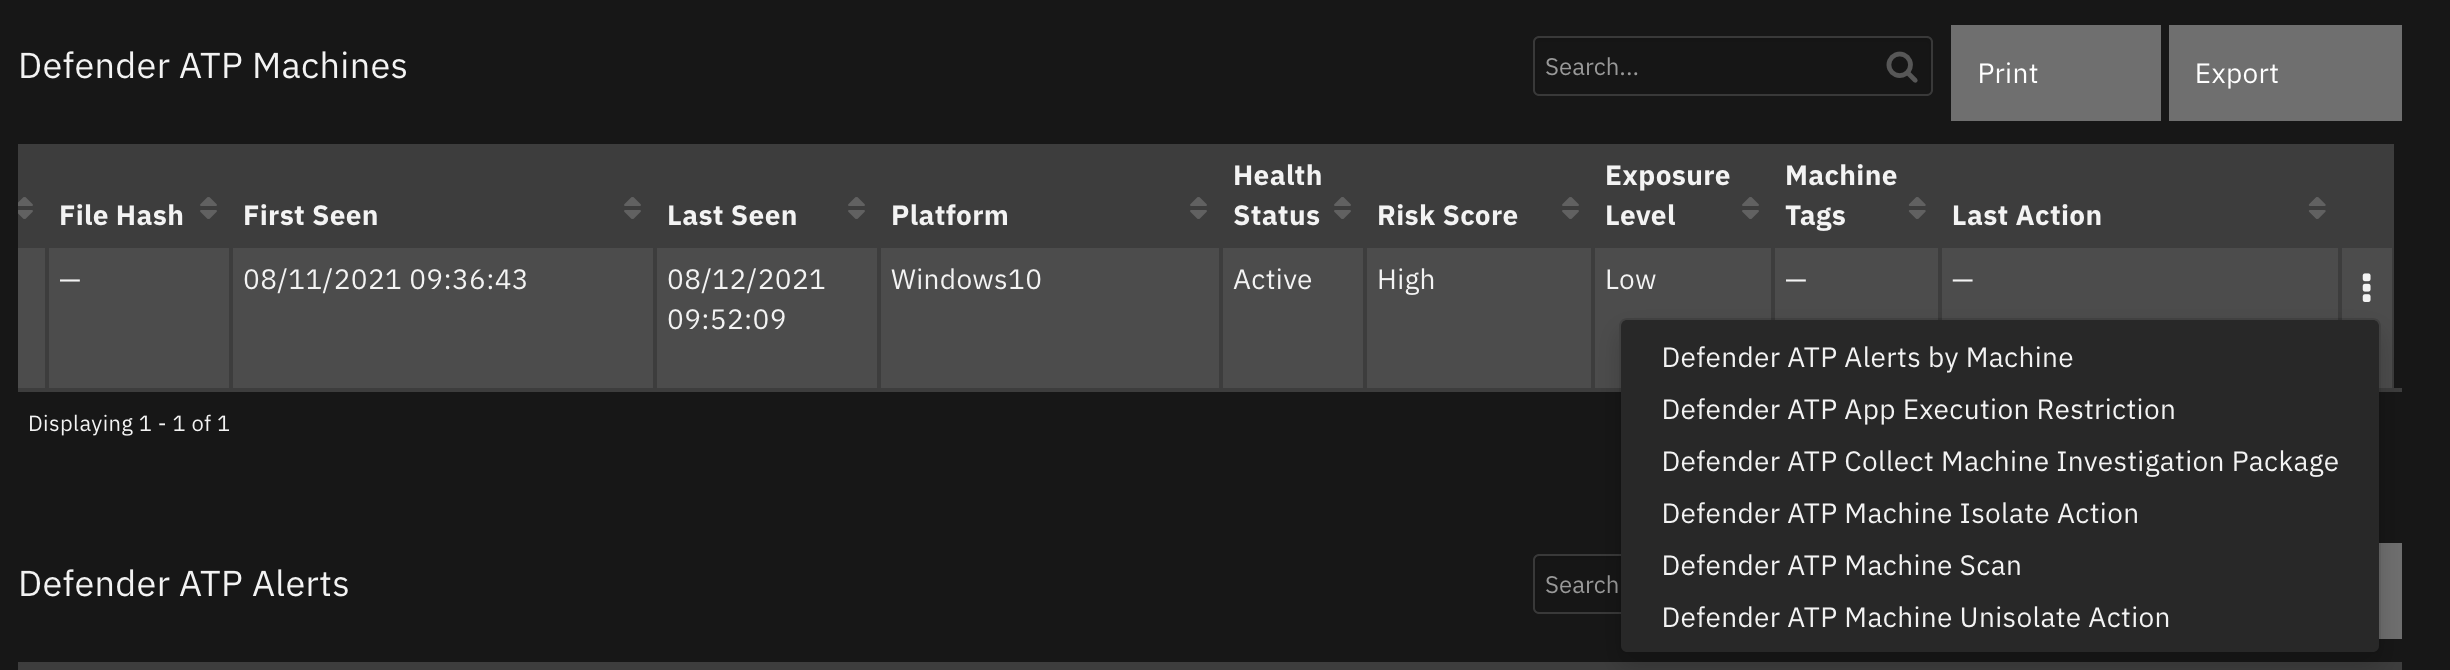 Defender ATP Machines
Search...
Print
Export
File Hash
First Seen
Last Seen
Platform
Health
Status
Risk Score
Exposure
Level
Machine
Tags
Last Action
—
08/11/2021 09:36:43
08/12/2021
09:52:09
Windows10
Active
High
Low
—
—
Defender ATP Alerts by Machine
Defender ATP App Execution Restriction
Defender ATP Collect Machine Investigation Package
Defender ATP Machine Isolate Action
Defender ATP Machine Scan
Defender ATP Machine Unisolate Action
Displaying 1 - 1 of 1
Defender ATP Alerts
Search